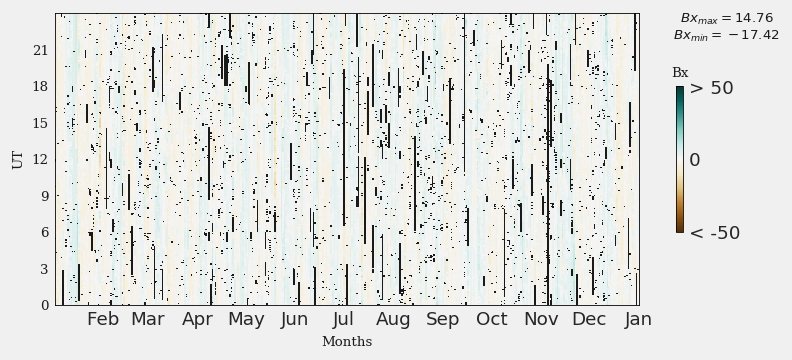 Bx_max = 14.76
Bx_min = −17.42
Bx
> 50
0
< -50
UT
21
18
15
12
9
6
3
0
Feb Mar Apr May Jun Jul Aug Sep Oct Nov Dec Jan
Months